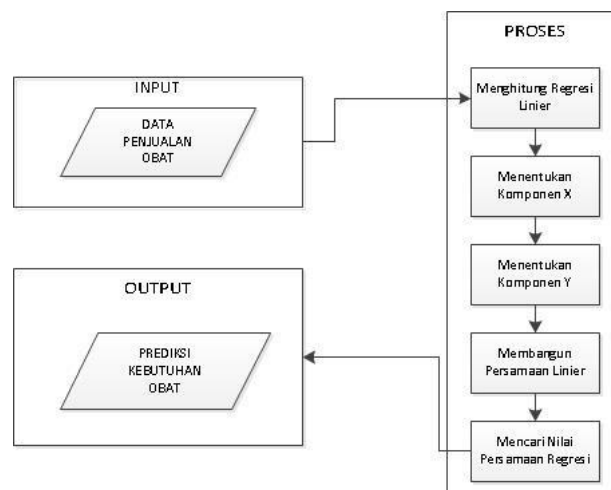 INPUT
DATA
PENJUALAN
OBAT
PROSES
Menghitung Regresi
Linier
Menentukan
Komponen X
Menentukan
Komponen Y
Membangun
Persamaan Linier
Mencari Nilai
Persamaan Regresi
OUTPUT
PREDIKSI
KEBUTUHAN
OBAT